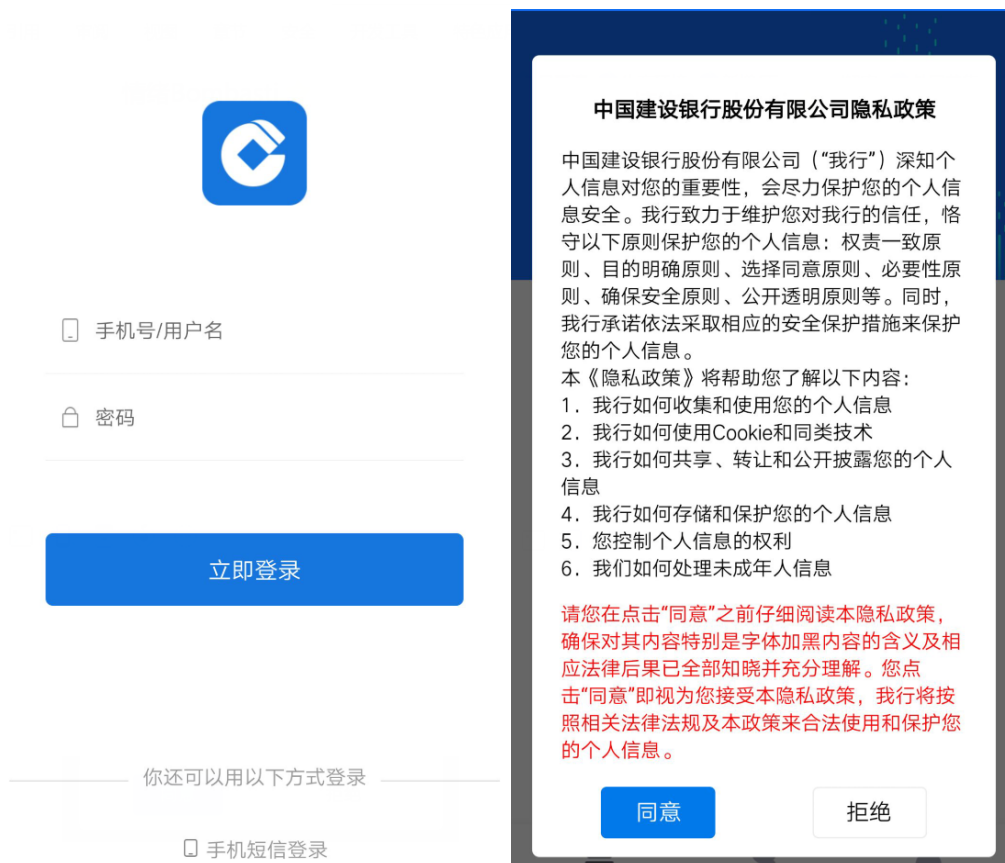 手机号/用户名
密码
立即登录
你还可以用以下方式登录
手机短信登录
中国建设银行股份有限公司隐私政策
中国建设银行股份有限公司（“我行”）深知个
人信息对您的重要性，会尽力保护您的个人信
息安全。我行致力于维护您对我行的信任，恪
守以下原则保护您的个人信息：权责一致原
则、目的明确原则、选择同意原则、必要性原
则、确保安全原则、公开透明原则等。同时，
我行承诺依法采取相应的安全保护措施来保护
您的个人信息。
本《隐私政策》将帮助您了解以下内容：
1．我行如何收集和使用您的个人信息
2．我行如何使用Cookie和同类技术
3．我行如何共享、转让和公开披露您的个人
信息
4．我行如何存储和保护您的个人信息
5．您控制个人信息的权利
6．我们如何处理未成年人信息
请您在点击“同意”之前仔细阅读本隐私政策，
确保对其内容特别是字体加黑内容的含义及相
应法律后果已全部知晓并充分理解。您点
击“同意”即视为您接受本隐私政策，我行将按
照相关法律法规及本政策来合法使用和保护您
的个人信息。
同意
拒绝